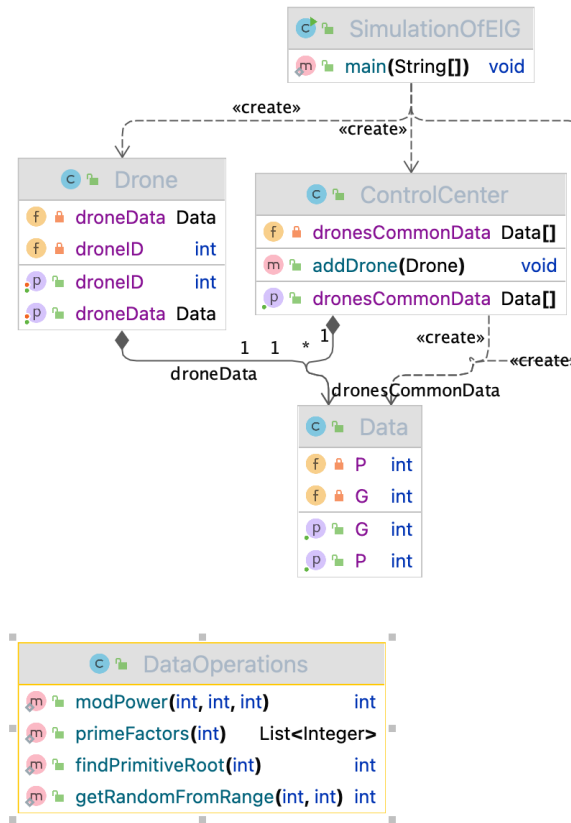 SimulationOfEIG
m main(String[]) void
«create»
«create»
C Drone
f droneData Data
f droneID int
p droneID int
p droneData Data
C ControlCenter
f dronesCommonData Data[]
m addDrone(Drone) void
p dronesCommonData Data[]
«create»
«create
1 1 * 1
droneData
dronesCommonData
C Data
f P int
f G int
p G int
p P int
C DataOperations
m modPower(int, int, int) int
m primeFactors(int) List<Integer>
m findPrimitiveRoot(int) int
m getRandomFromRange(int, int) int